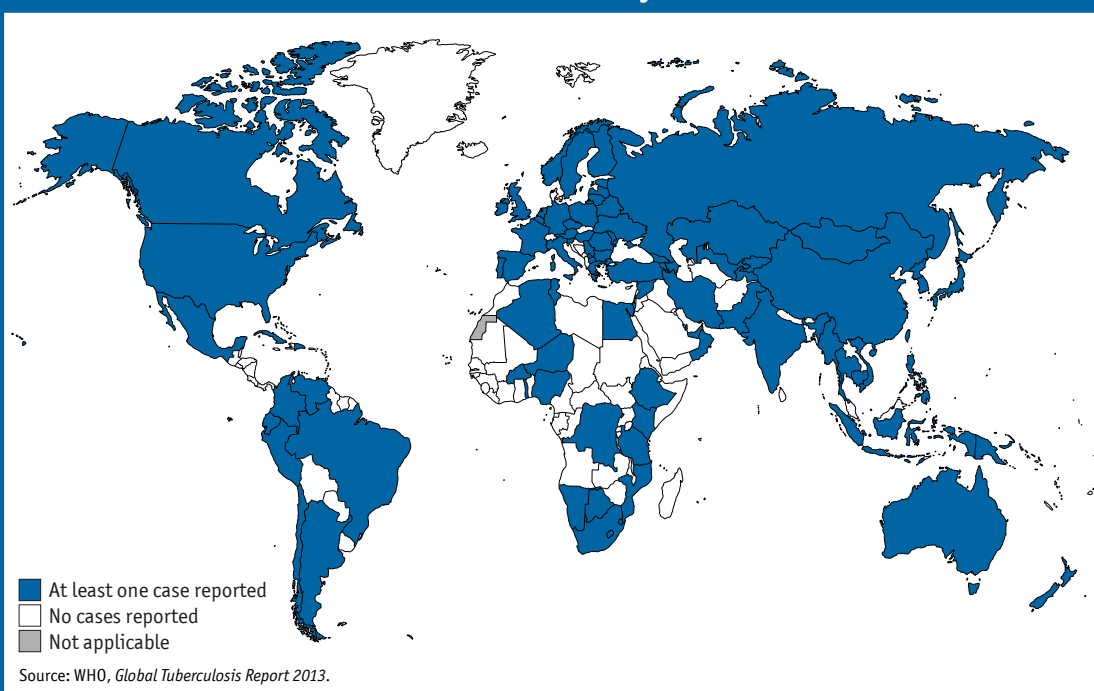 At least one case reported
No cases reported
Not applicable
Source: WHO, Global Tuberculosis Report 2013.